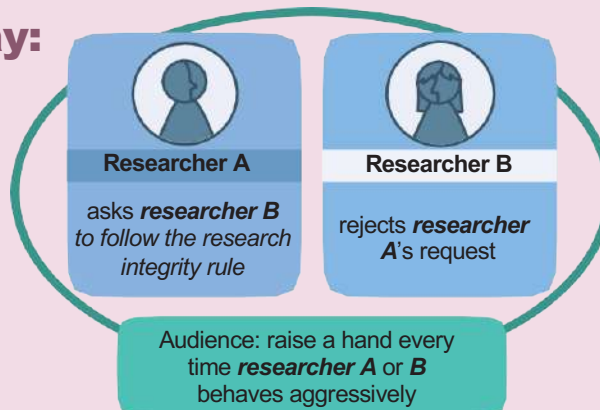 ay:
Researcher A
asks researcher B
to follow the research
integrity rule
Researcher B
rejects researcher
A's request
Audience: raise a hand every
time researcher A or B
behaves aggressively